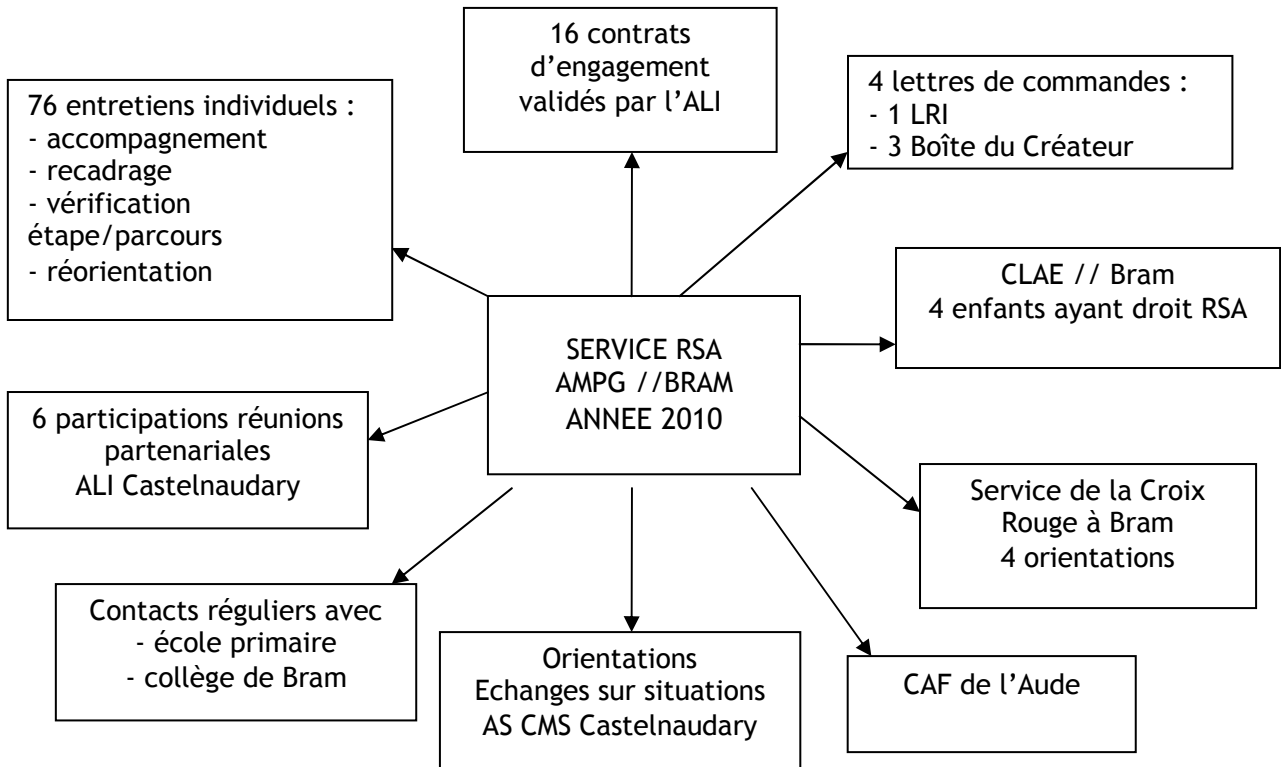 16 contrats
d’engagement
validés par l’ALI
76 entretiens individuels :
- accompagnement
- recadrage
- vérification
étape/parcours
- réorientation
4 lettres de commandes :
- 1 LRI
- 3 Boîte du Créateur
CLAE // Bram
4 enfants ayant droit RSA
SERVICE RSA
AMPG //BRAM
ANNEE 2010
6 participations réunions
partenariales
ALI Castelnaudary
Service de la Croix
Rouge à Bram
4 orientations
Contacts réguliers avec
- école primaire
- collège de Bram
Orientations
Echanges sur situations
AS CMS Castelnaudary
CAF de l’Aude